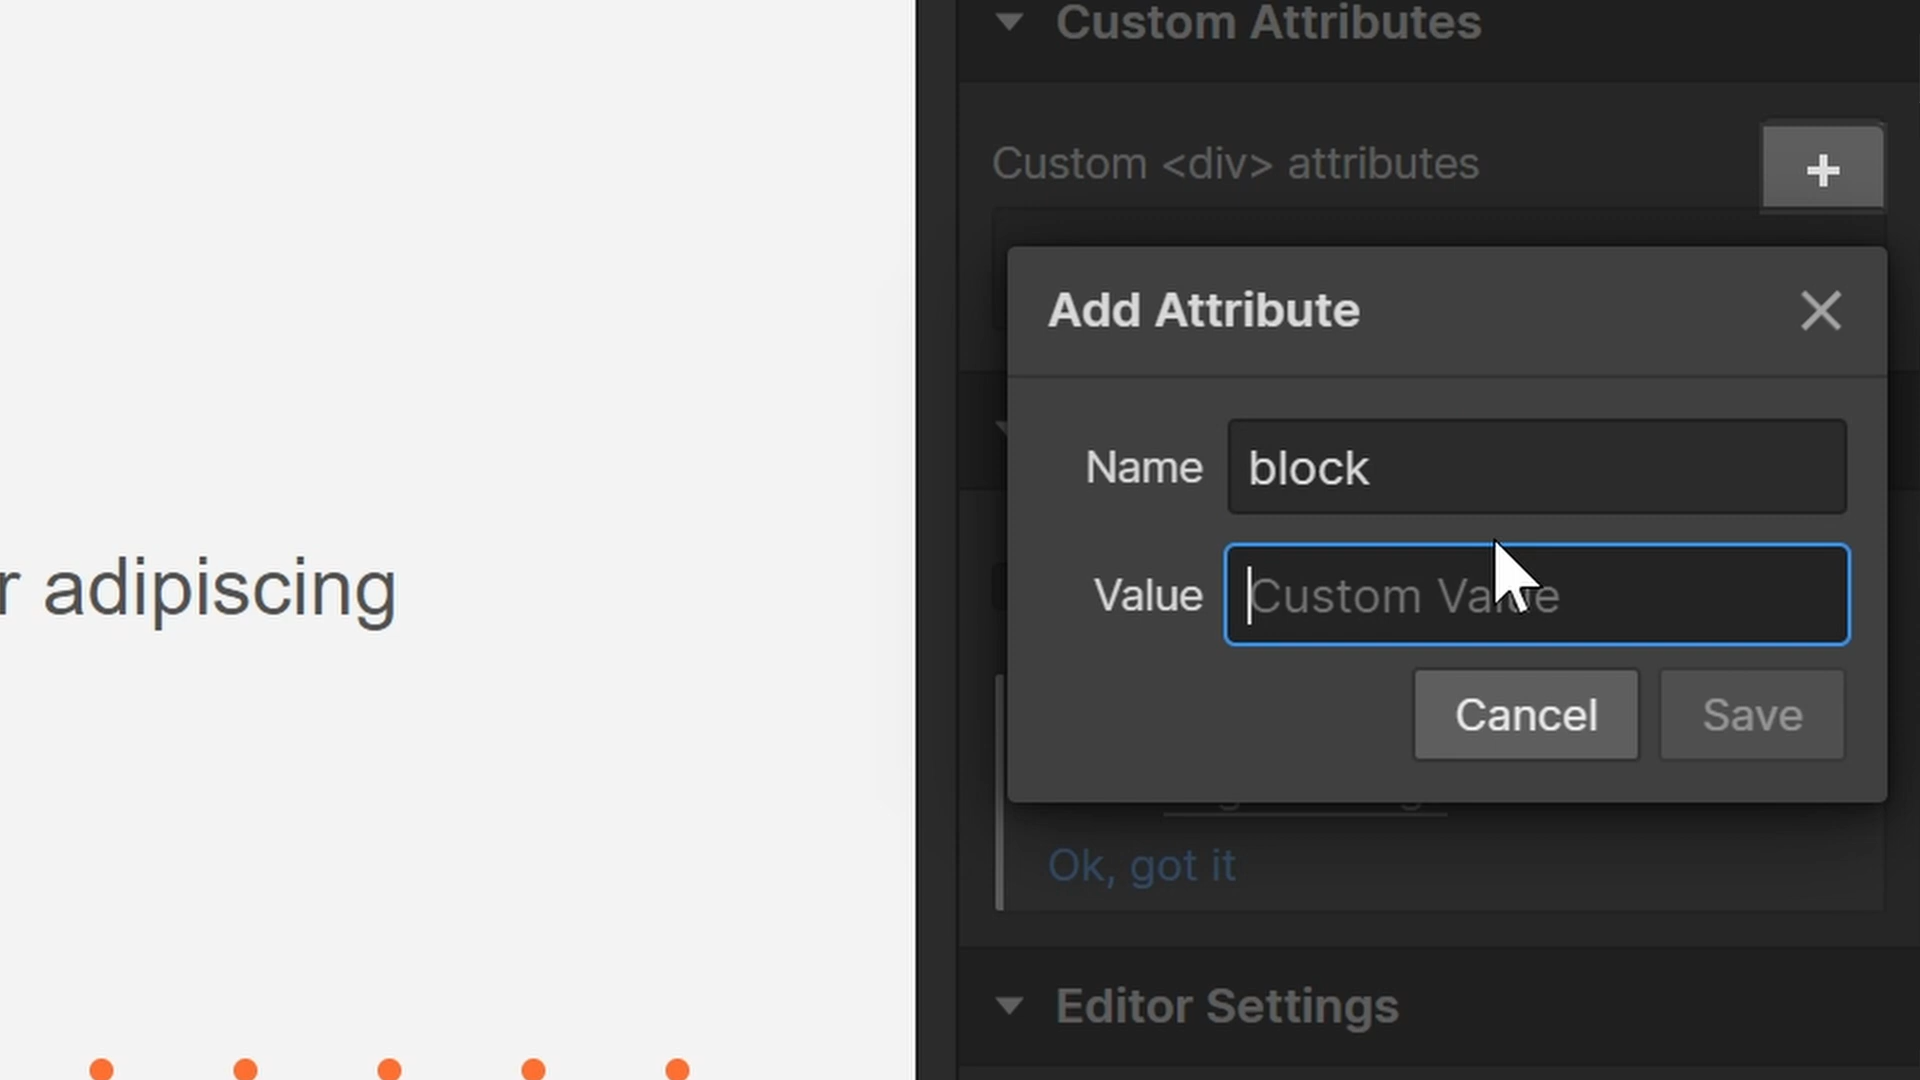 Custom Attributes
Custom <div> attributes
+
Add Attribute
Name block
r adipiscing
Value Custom Value
Cancel Save
Ok, got it
Editor Settings